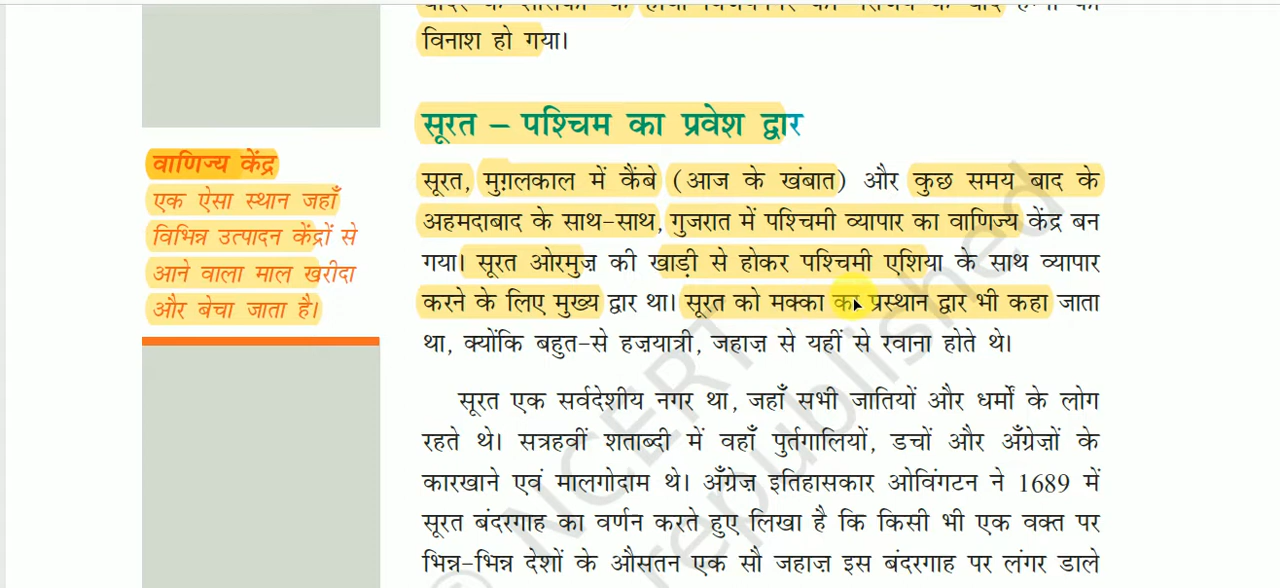 विनाश हो गया।
सूरत – पश्चिम का प्रवेश द्वार
वाणिज्य केंद्र
एक ऐसा स्थान जहाँ
विभिन्न उत्पादन केंद्रों से
आने वाला माल खरीदा
और बेचा जाता है।
सूरत, मुग़लकाल में कैंबे (आज के खंबात) और कुछ समय बाद के
अहमदाबाद के साथ-साथ, गुजरात में पश्चिमी व्यापार का वाणिज्य केंद्र बन
गया। सूरत ओरमुज़ की खाड़ी से होकर पश्चिमी एशिया के साथ व्यापार
करने के लिए मुख्य द्वार था। सूरत को मक्का का प्रस्थान द्वार भी कहा जाता
था, क्योंकि बहुत-से हज़यात्री, जहाज़ से यहीं से रवाना होते थे।
सूरत एक सर्वदेशीय नगर था, जहाँ सभी जातियों और धर्मों के लोग
रहते थे। सत्रहवीं शताब्दी में वहाँ पुर्तगालियों, डचों और अँग्रेज़ों के
कारखाने एवं मालगोदाम थे। अँग्रेज़ इतिहासकार ओविंगटन ने 1689 में
सूरत बंदरगाह का वर्णन करते हुए लिखा है कि किसी भी एक वक्त पर
भिन्न-भिन्न देशों के औसतन एक सौ जहाज़ इस बंदरगाह पर लंगर डाले
© NCERT
republished